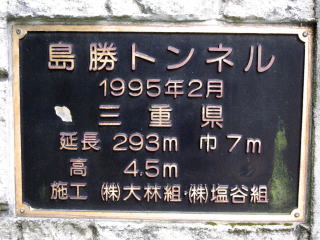 島勝トンネル
1995年2月
三重県
延長 293m 巾 7m
高 4.5m
施工 ㈱大林組・㈱塩谷組